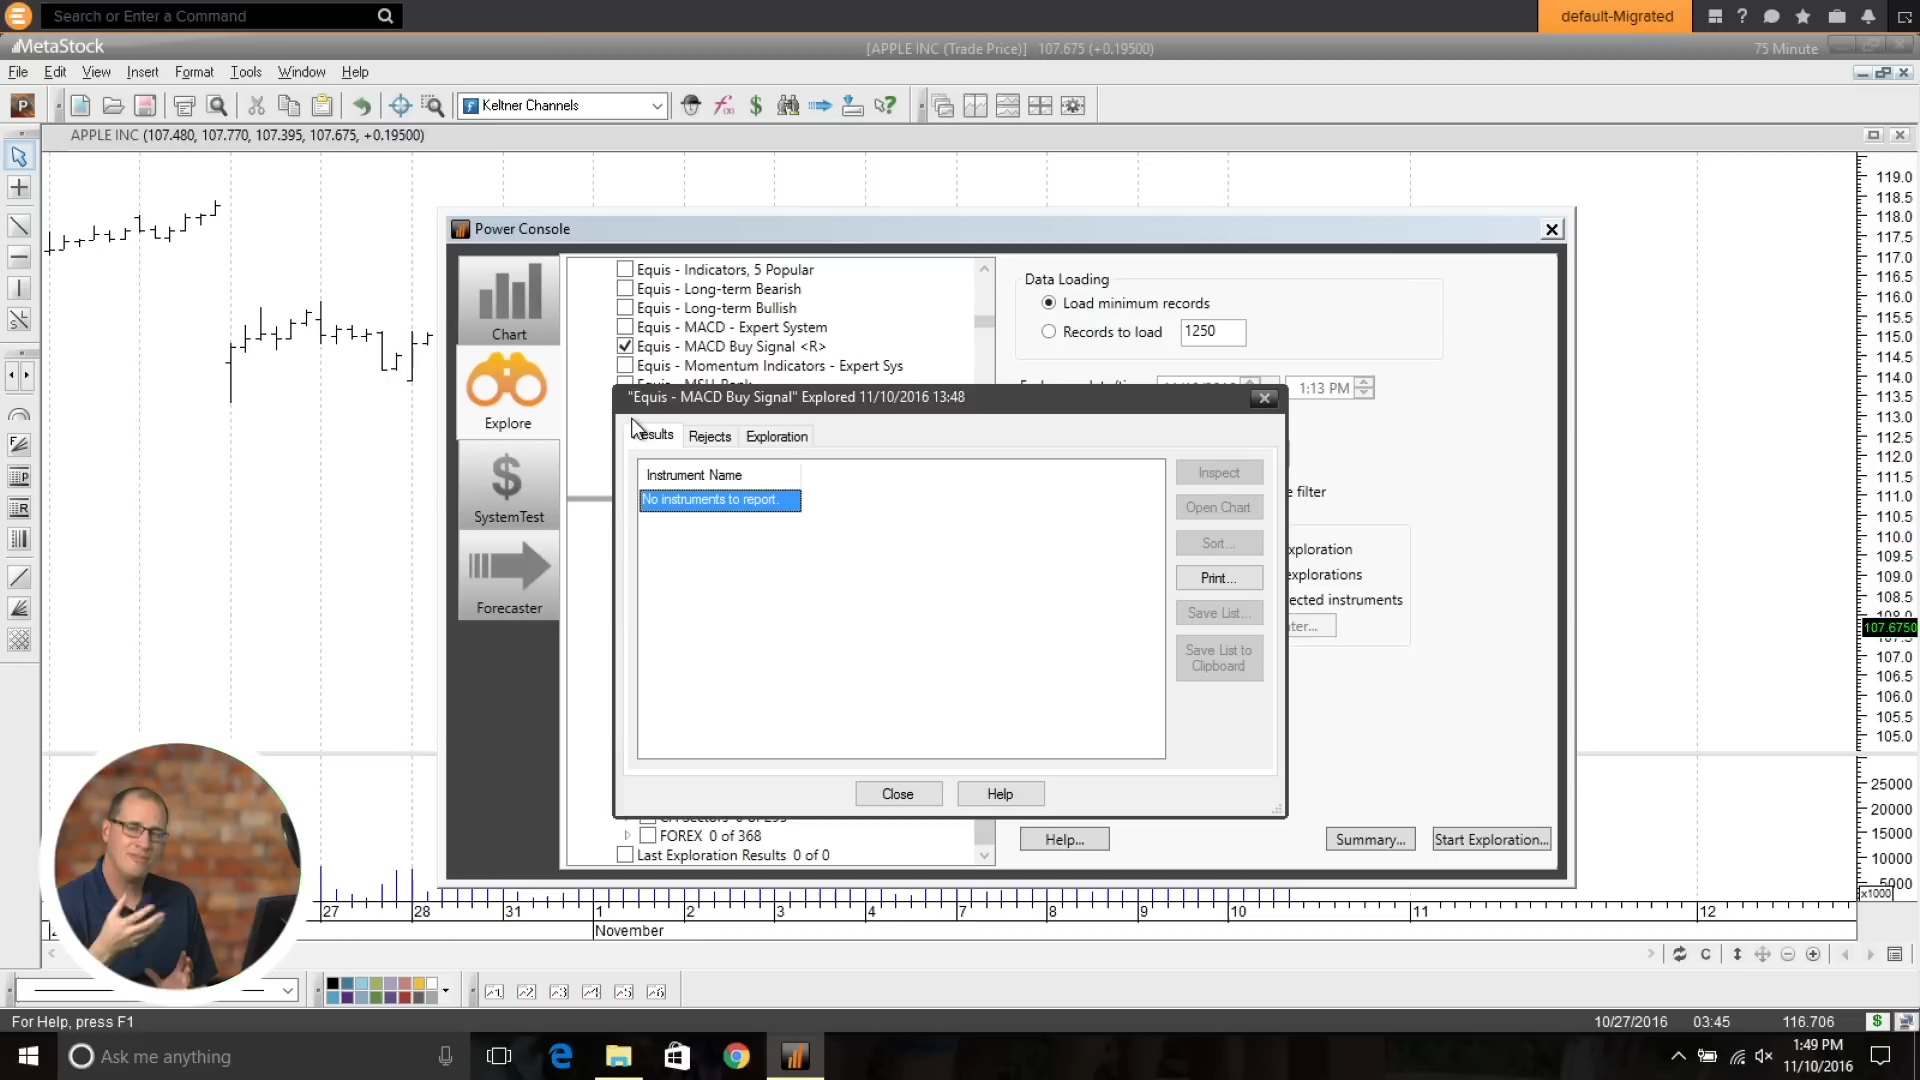 Search or Enter a Command
default-Migrated
MetaStock
[APPLE INC (Trade Price)] 107.675 (+0.19500)
75 Minute
File Edit View Insert Format Tools Window Help
P
Keltner Channels
APPLE INC (107.480, 107.770, 107.395, 107.675, +0.19500)
119.0
118.5
118.0
117.5
117.0
116.5
116.0
115.5
115.0
114.5
114.0
113.5
113.0
112.5
112.0
111.5
111.0
110.5
110.0
109.5
109.0
108.5
107.6750
107.0
106.5
106.0
105.5
105.0
25000
20000
15000
10000
5000
x1000
Power Console
Chart
Explore
SystemTest
Forecaster
Equis - Indicators, 5 Popular
Equis - Long-term Bearish
Equis - Long-term Bullish
Equis - MACD - Expert System
Equis - MACD Buy Signal <R>
Equis - Momentum Indicators - Expert Sys
Data Loading
Load minimum records
Records to load 1250
1:13 PM
e filter
xploration
explorations
ected instruments
"Equis - MACD Buy Signal" Explored 11/10/2016 13:48
Rejects Exploration
Instrument Name
No instruments to report.
Inspect
Open Chart
Sort...
Print...
Save List...
Save List to
Clipboard
Close Help
FOREX 0 of 368
Last Exploration Results 0 of 0
Help... Summary... Start Exploration...
27 28 31 1 2 3 4 7 8 9 10 11 12
November
For Help, press F1
10/27/2016 03:45 116.706
Ask me anything
1:49 PM
11/10/2016